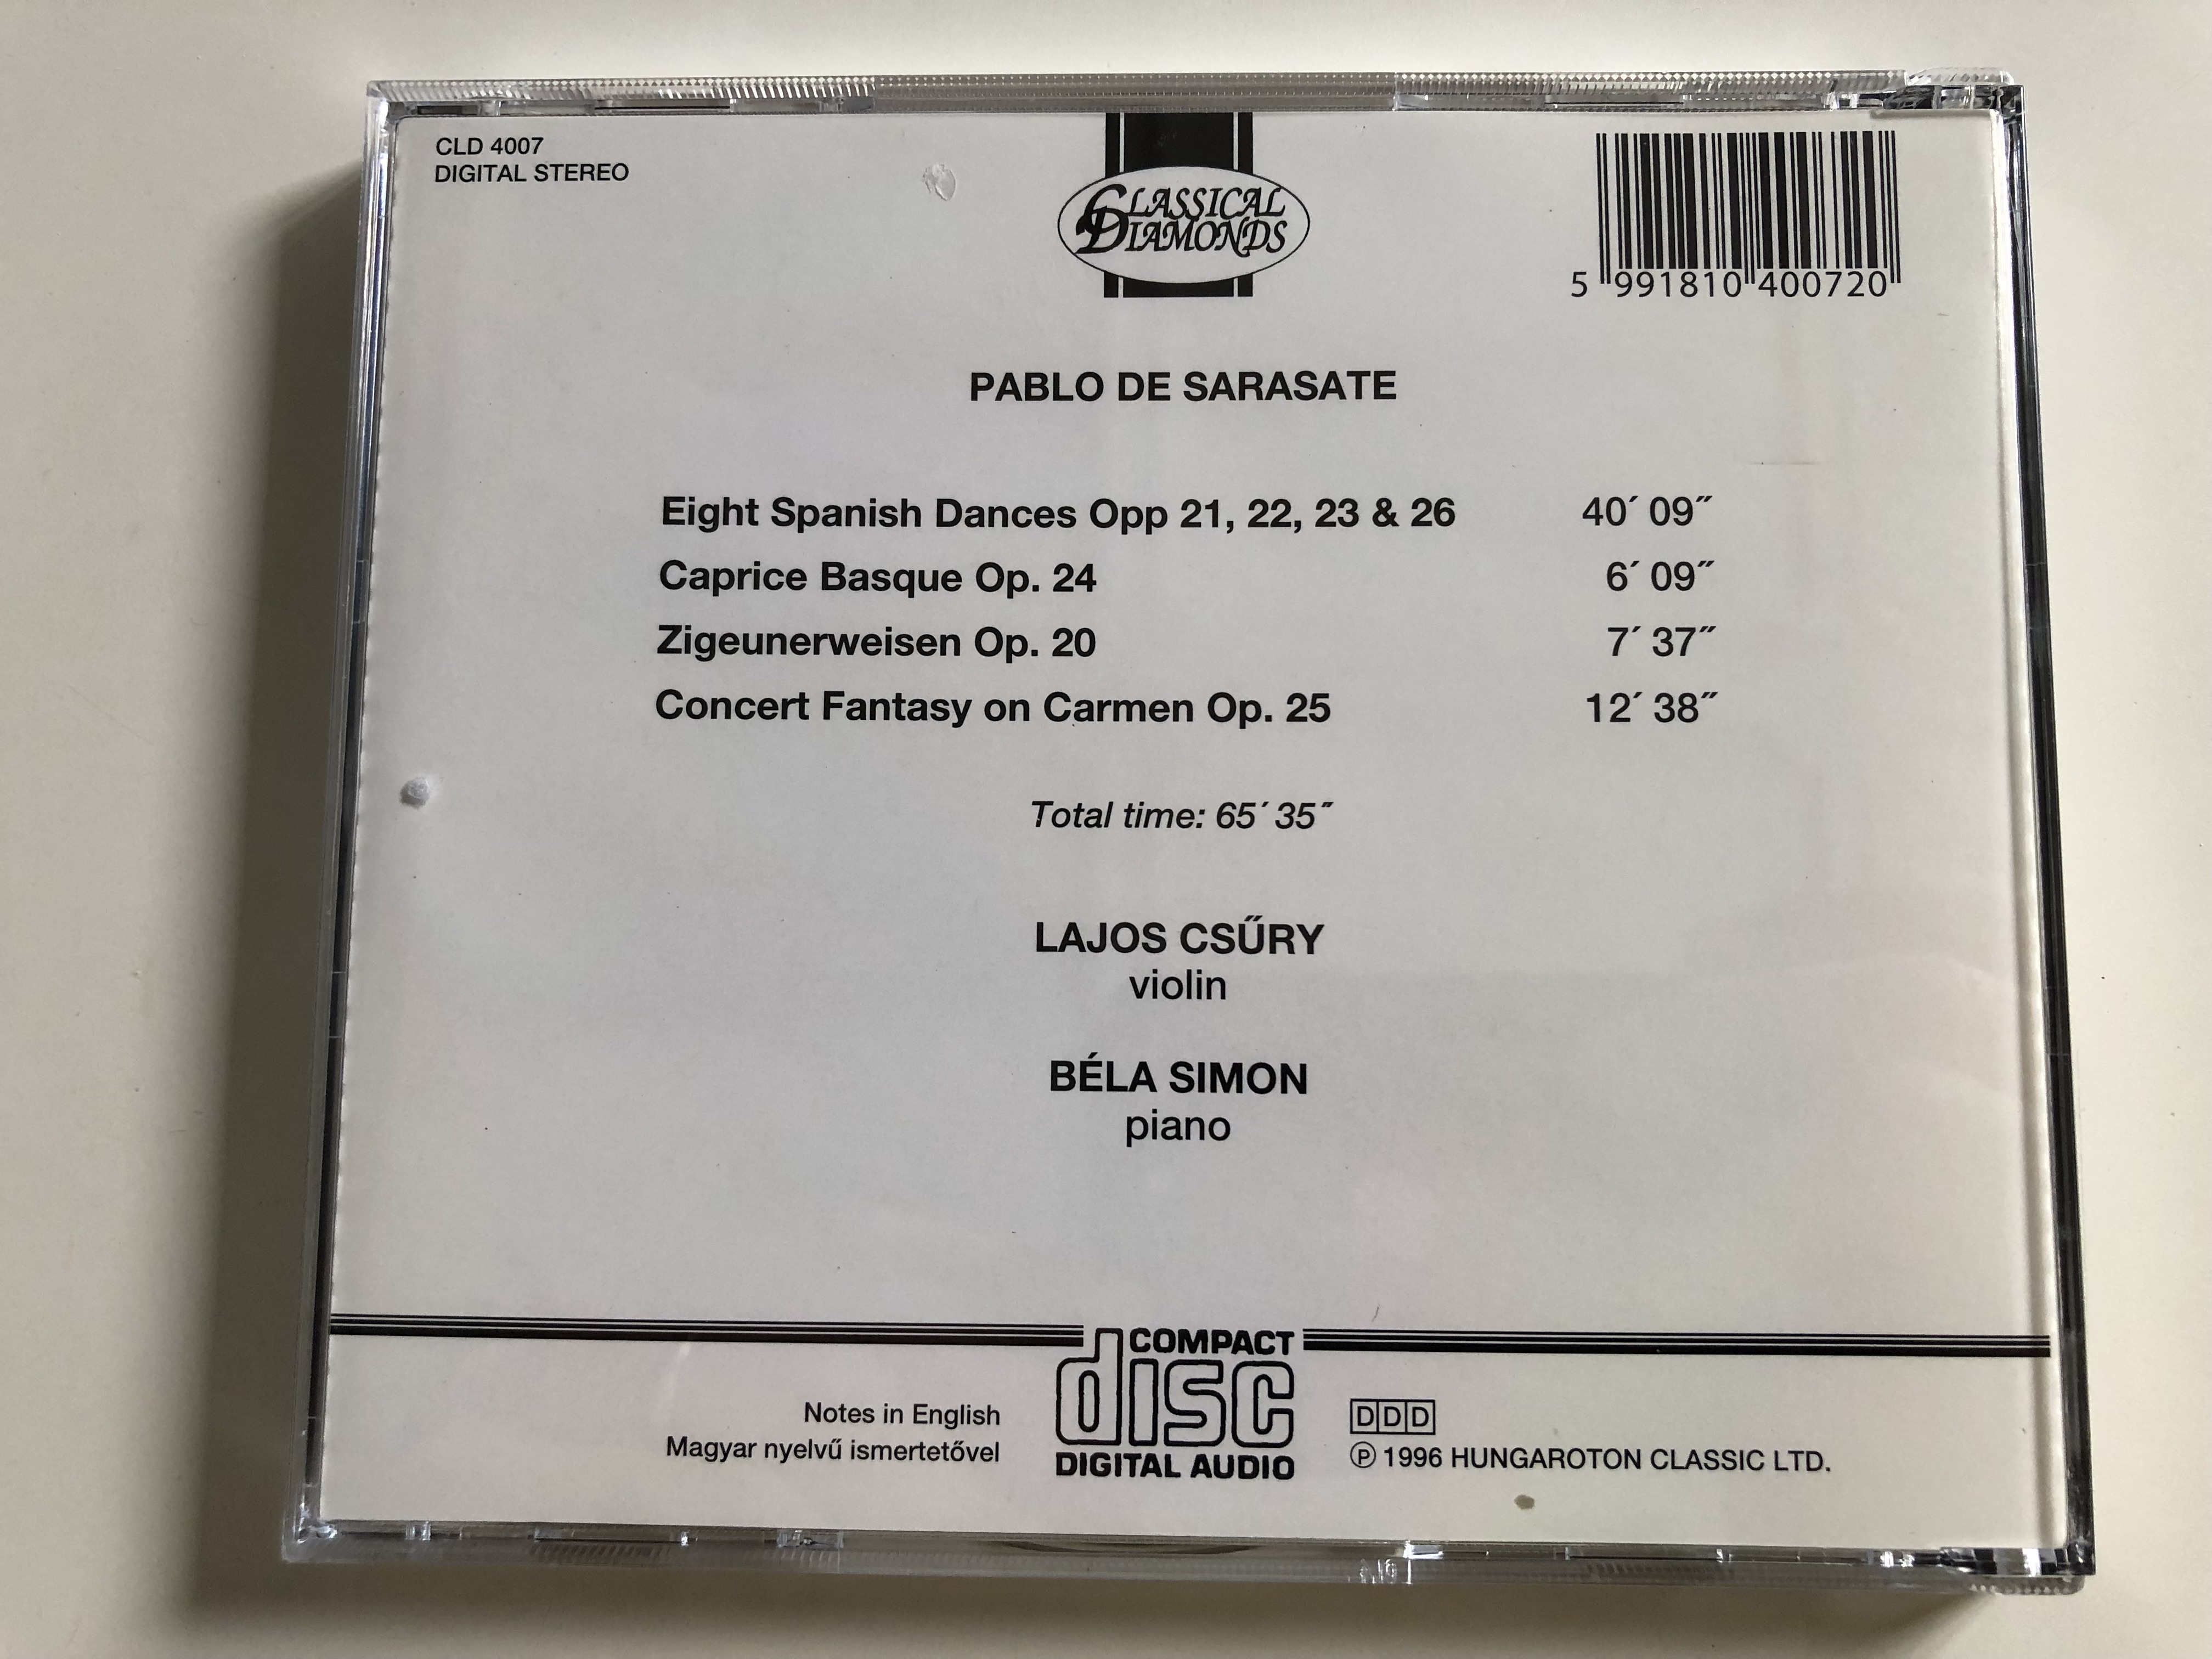 CLD 4007
DIGITAL STEREO
CLASSICAL
DIAMONDS
5 991810 400720
PABLO DE SARASATE
Eight Spanish Dances Opp 21, 22, 23 & 26 40´ 09˝
Caprice Basque Op. 24 6´ 09˝
Zigeunerweisen Op. 20 7´ 37˝
Concert Fantasy on Carmen Op. 25 12´ 38˝
Total time: 65´ 35˝
LAJOS CSŰRY
violin
BÉLA SIMON
piano
COMPACT
disc
DIGITAL AUDIO
Notes in English
Magyar nyelvű ismertetővel
DDD
℗ 1996 HUNGAROTON CLASSIC LTD.